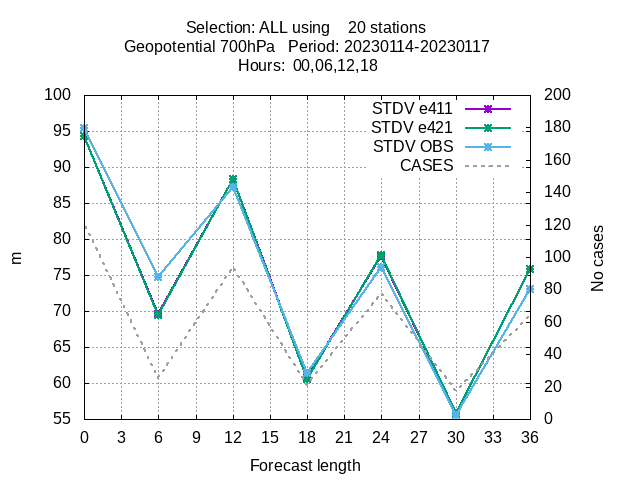 Selection: ALL using    20 stations
Geopotential 700hPa   Period: 20230114-20230117
Hours:  00,06,12,18
100
95
90
85
80
75
70
65
60
55
m
200
180
160
140
120
100
80
60
40
20
0
No cases
STDV e411
STDV e421
STDV OBS
CASES
0 3 6 9 12 15 18 21 24 27 30 33 36
Forecast length